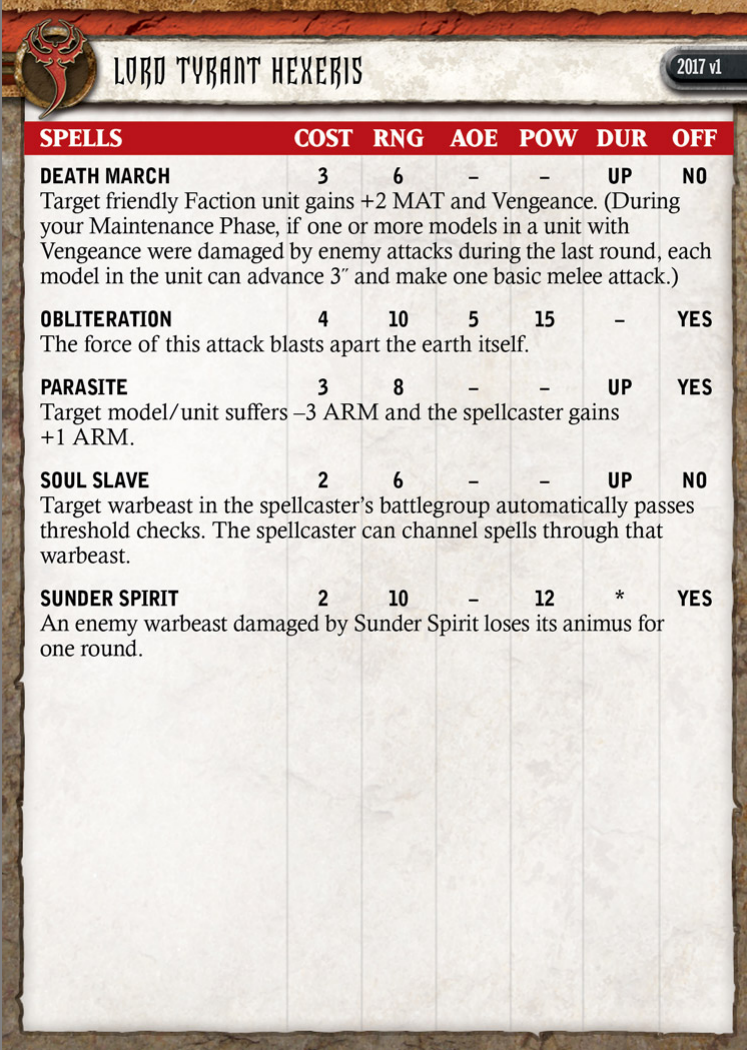 LORD TYRANT HEXERIS
2017 v1
SPELLS COST RNG AOE POW DUR OFF
DEATH MARCH 3 6 – – UP NO
Target friendly Faction unit gains +2 MAT and Vengeance. (During
your Maintenance Phase, if one or more models in a unit with
Vengeance were damaged by enemy attacks during the last round, each
model in the unit can advance 3″ and make one basic melee attack.)
OBLITERATION 4 10 5 15 – YES
The force of this attack blasts apart the earth itself.
PARASITE 3 8 – – UP YES
Target model/unit suffers –3 ARM and the spellcaster gains
+1 ARM.
SOUL SLAVE 2 6 – – UP NO
Target warbeast in the spellcaster’s battlegroup automatically passes
threshold checks. The spellcaster can channel spells through that
warbeast.
SUNDER SPIRIT 2 10 – 12 * YES
An enemy warbeast damaged by Sunder Spirit loses its animus for
one round.